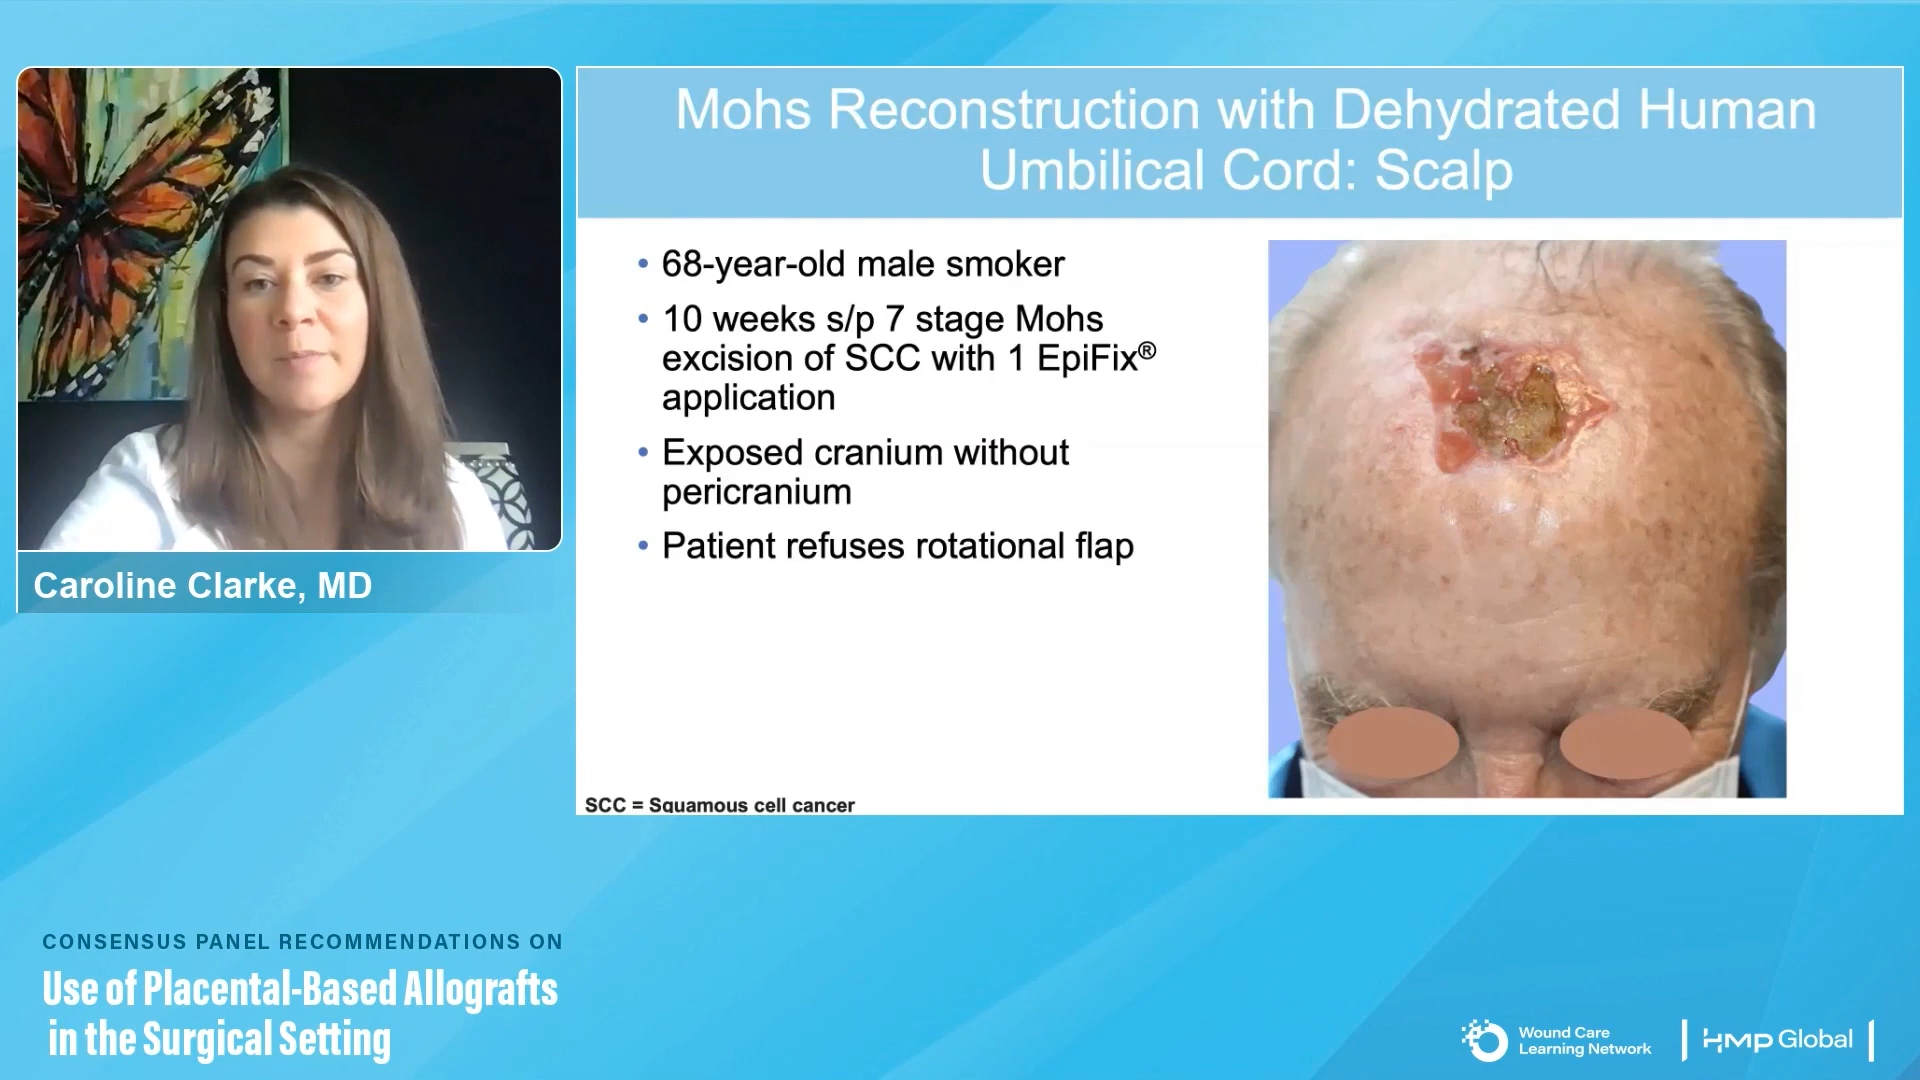 Mohs Reconstruction with Dehydrated Human
Umbilical Cord: Scalp
• 68-year-old male smoker
• 10 weeks s/p 7 stage Mohs
excision of SCC with 1 EpiFix®
application
• Exposed cranium without
pericranium
• Patient refuses rotational flap
SCC = Squamous cell cancer
Caroline Clarke, MD
CONSENSUS PANEL RECOMMENDATIONS ON
Use of Placental-Based Allografts
in the Surgical Setting
Wound Care
Learning Network
HMP Global